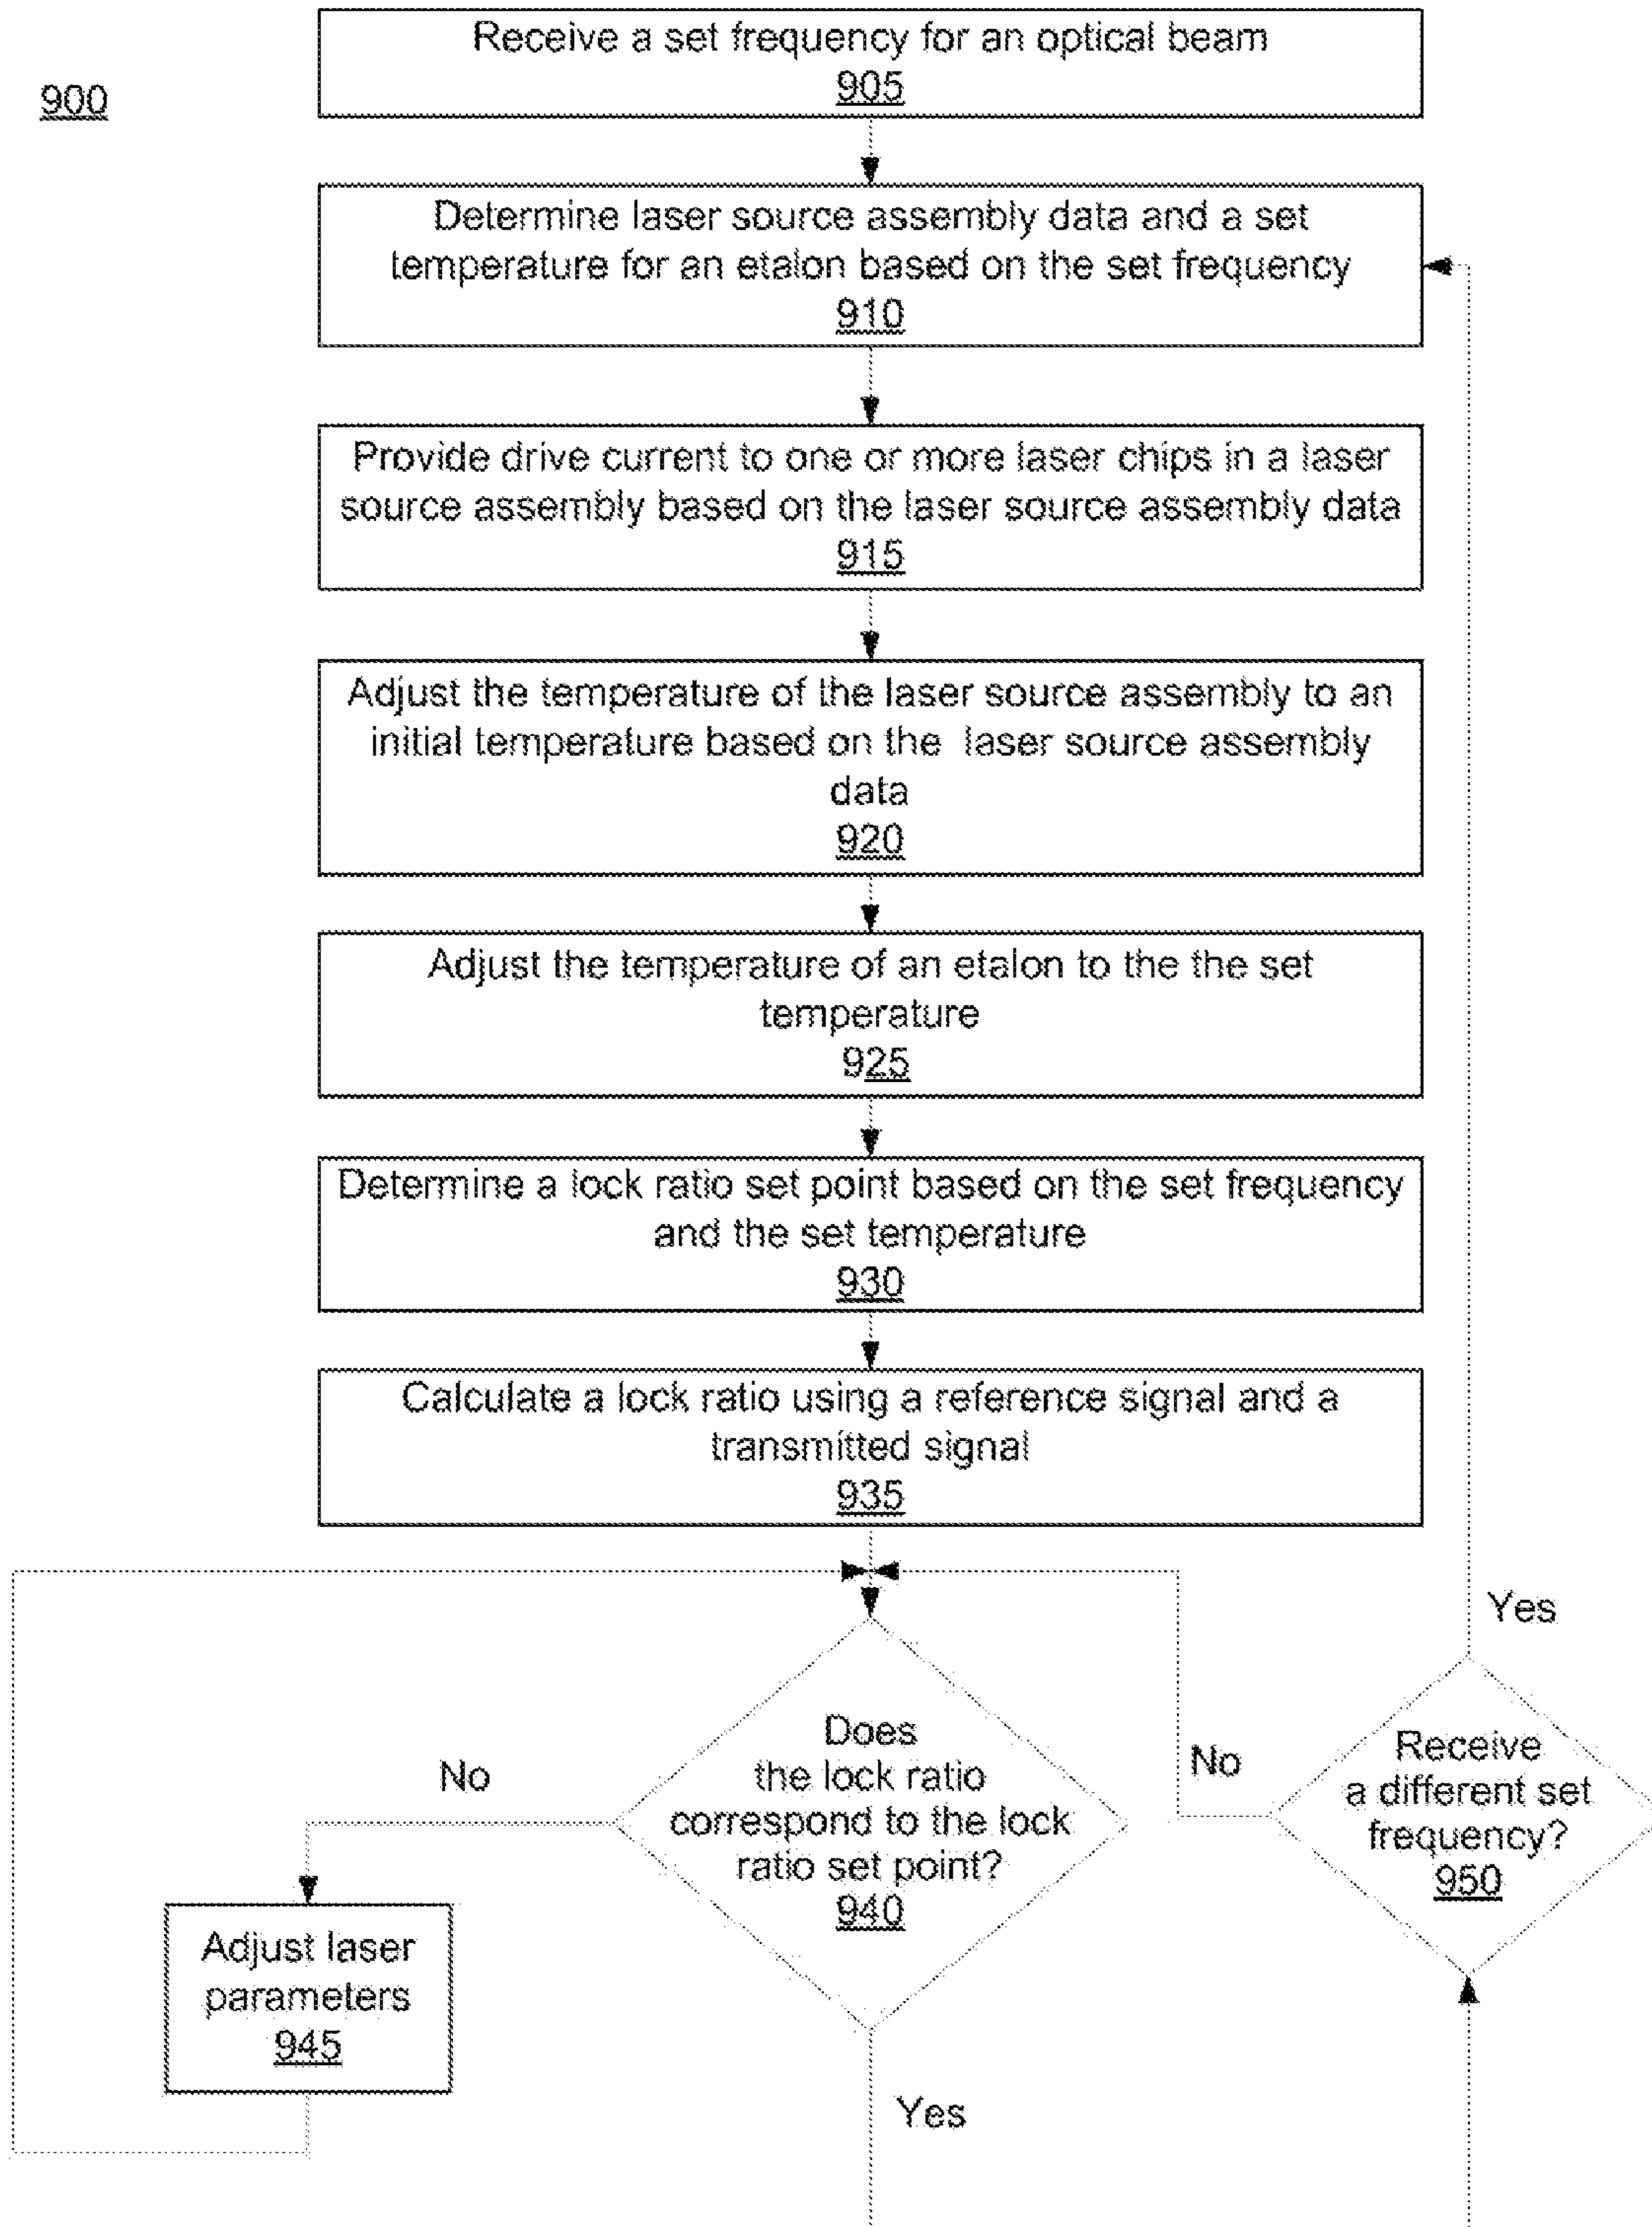 900
Receive a set frequency for an optical beam
905
Determine laser source assembly data and a set
temperature for an etalon based on the set frequency
910
Provide drive current to one or more laser chips in a laser
source assembly based on the laser source assembly data
915
Adjust the temperature of the laser source assembly to an
initial temperature based on the laser source assembly
data
920
Adjust the temperature of an etalon to the the set
temperature
925
Determine a lock ratio set point based on the set frequency
and the set temperature
930
Calculate a lock ratio using a reference signal and a
transmitted signal
935
Does
the lock ratio
correspond to the lock
ratio set point?
940
No
Adjust laser
parameters
945
Yes
Receive
a different set
frequency?
950
No
Yes